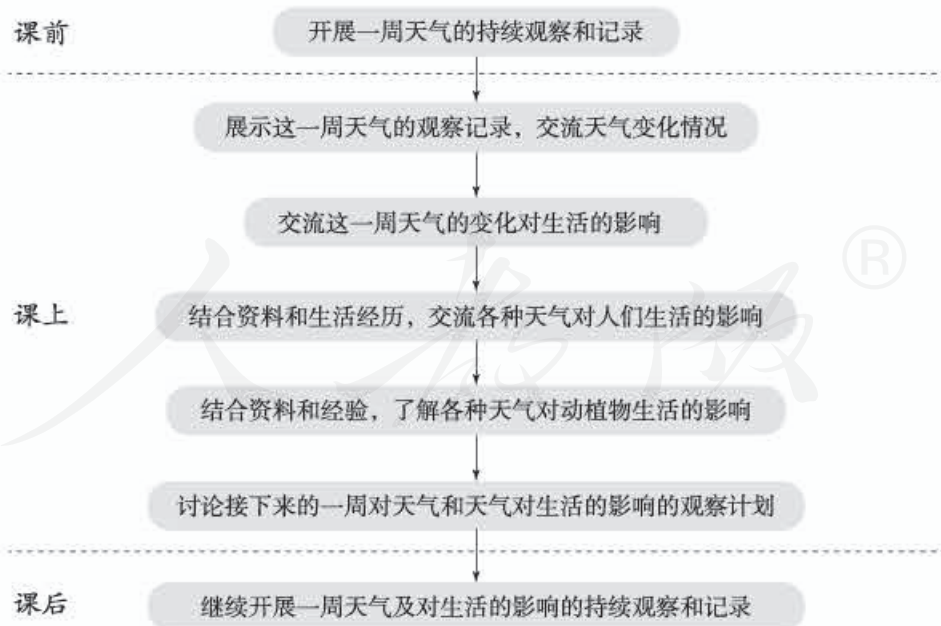 课前
开展一周天气的持续观察和记录
展示这一周天气的观察记录，交流天气变化情况
交流这一周天气的变化对生活的影响
课上
结合资料和生活经历，交流各种天气对人们生活的影响
结合资料和经验，了解各种天气对动植物生活的影响
讨论接下来的一周对天气和天气对生活的影响的观察计划
课后
继续开展一周天气及对生活的影响的持续观察和记录
人教版®